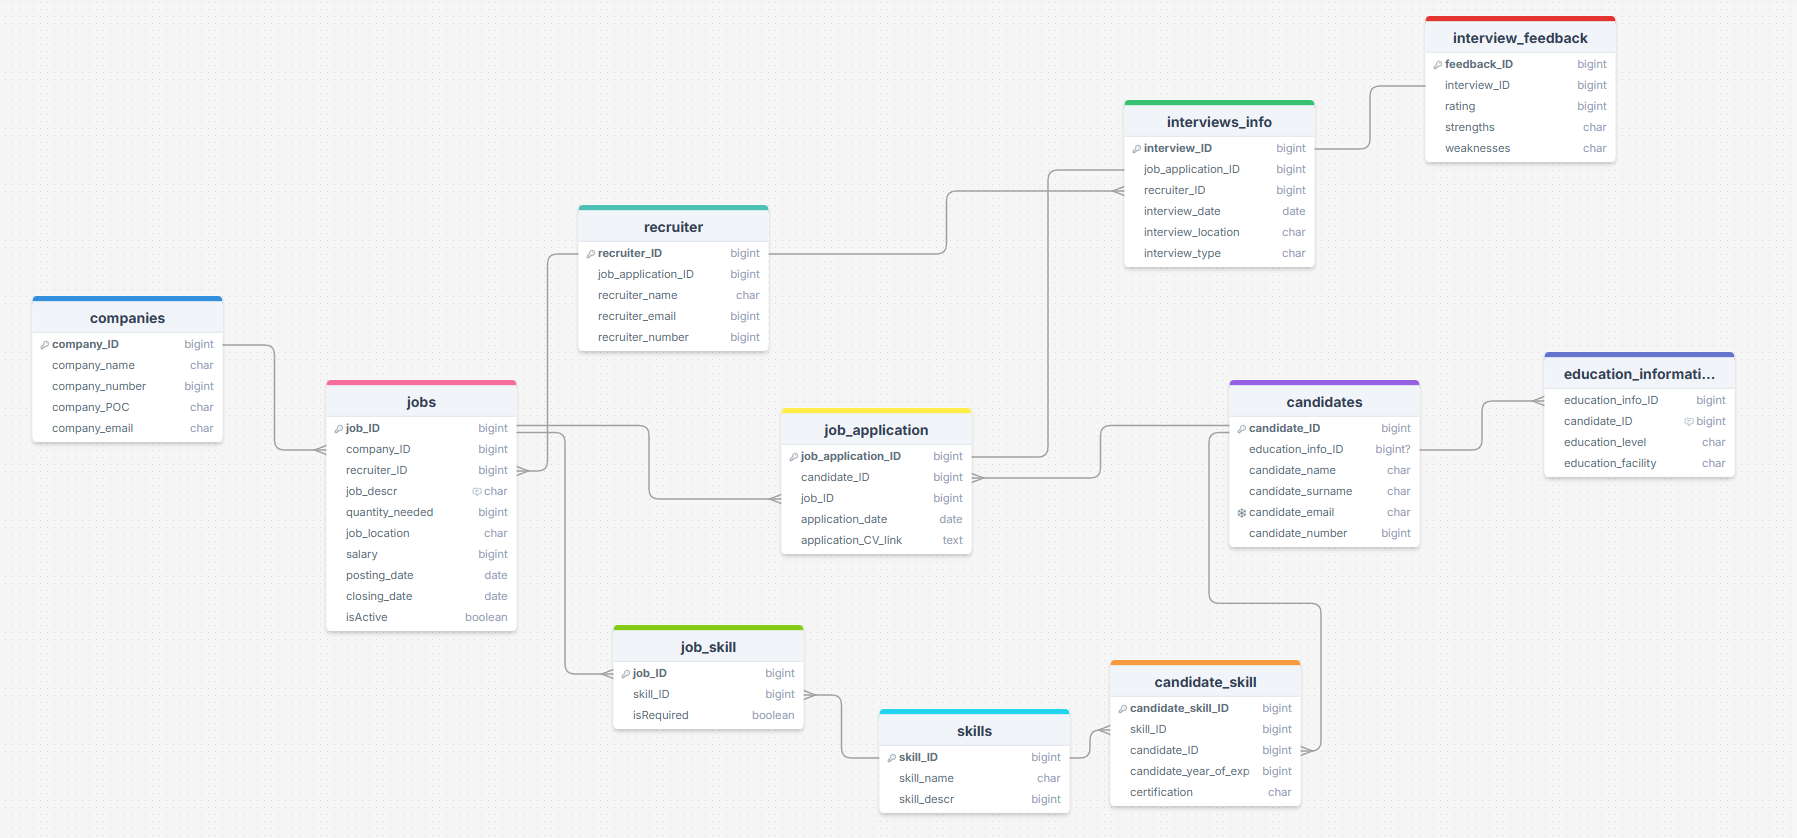 interview_feedback
feedback_ID bigint
interview_ID bigint
rating bigint
strengths char
weaknesses char
interviews_info
interview_ID bigint
job_application_ID bigint
recruiter_ID bigint
interview_date date
interview_location char
interview_type char
recruiter
recruiter_ID bigint
job_application_ID bigint
recruiter_name char
recruiter_email bigint
recruiter_number bigint
companies
company_ID bigint
company_name char
company_number bigint
company_POC char
company_email char
jobs
job_ID bigint
company_ID bigint
recruiter_ID bigint
job_descr char
quantity_needed bigint
job_location char
salary bigint
posting_date date
closing_date date
isActive boolean
job_application
job_application_ID bigint
candidate_ID bigint
job_ID bigint
application_date date
application_CV_link text
candidates
candidate_ID bigint
education_info_ID bigint?
candidate_name char
candidate_surname char
candidate_email char
candidate_number bigint
education_informati...
education_info_ID bigint
candidate_ID bigint
education_level char
education_facility char
job_skill
job_ID bigint
skill_ID bigint
isRequired boolean
skills
skill_ID bigint
skill_name char
skill_descr bigint
candidate_skill
candidate_skill_ID bigint
skill_ID bigint
candidate_ID bigint
candidate_year_of_exp bigint
certification char